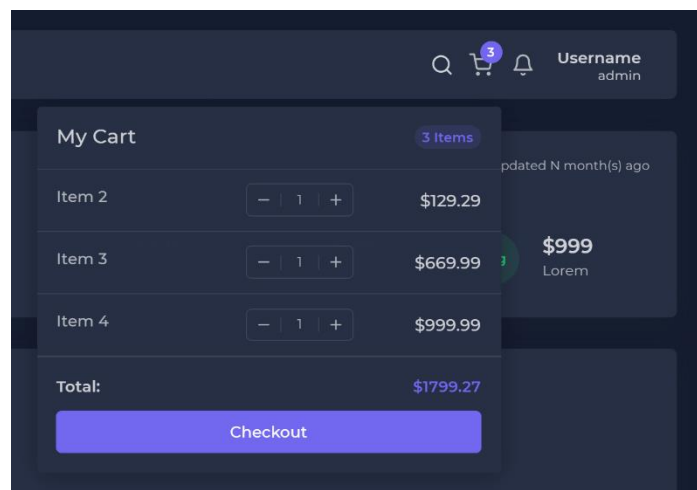 3
Username
admin
My Cart
3 Items
pdated N month(s) ago
Item 2
− 1 +
$129.29
Item 3
− 1 +
$669.99
$999
Lorem
Item 4
− 1 +
$999.99
Total:
$1799.27
Checkout